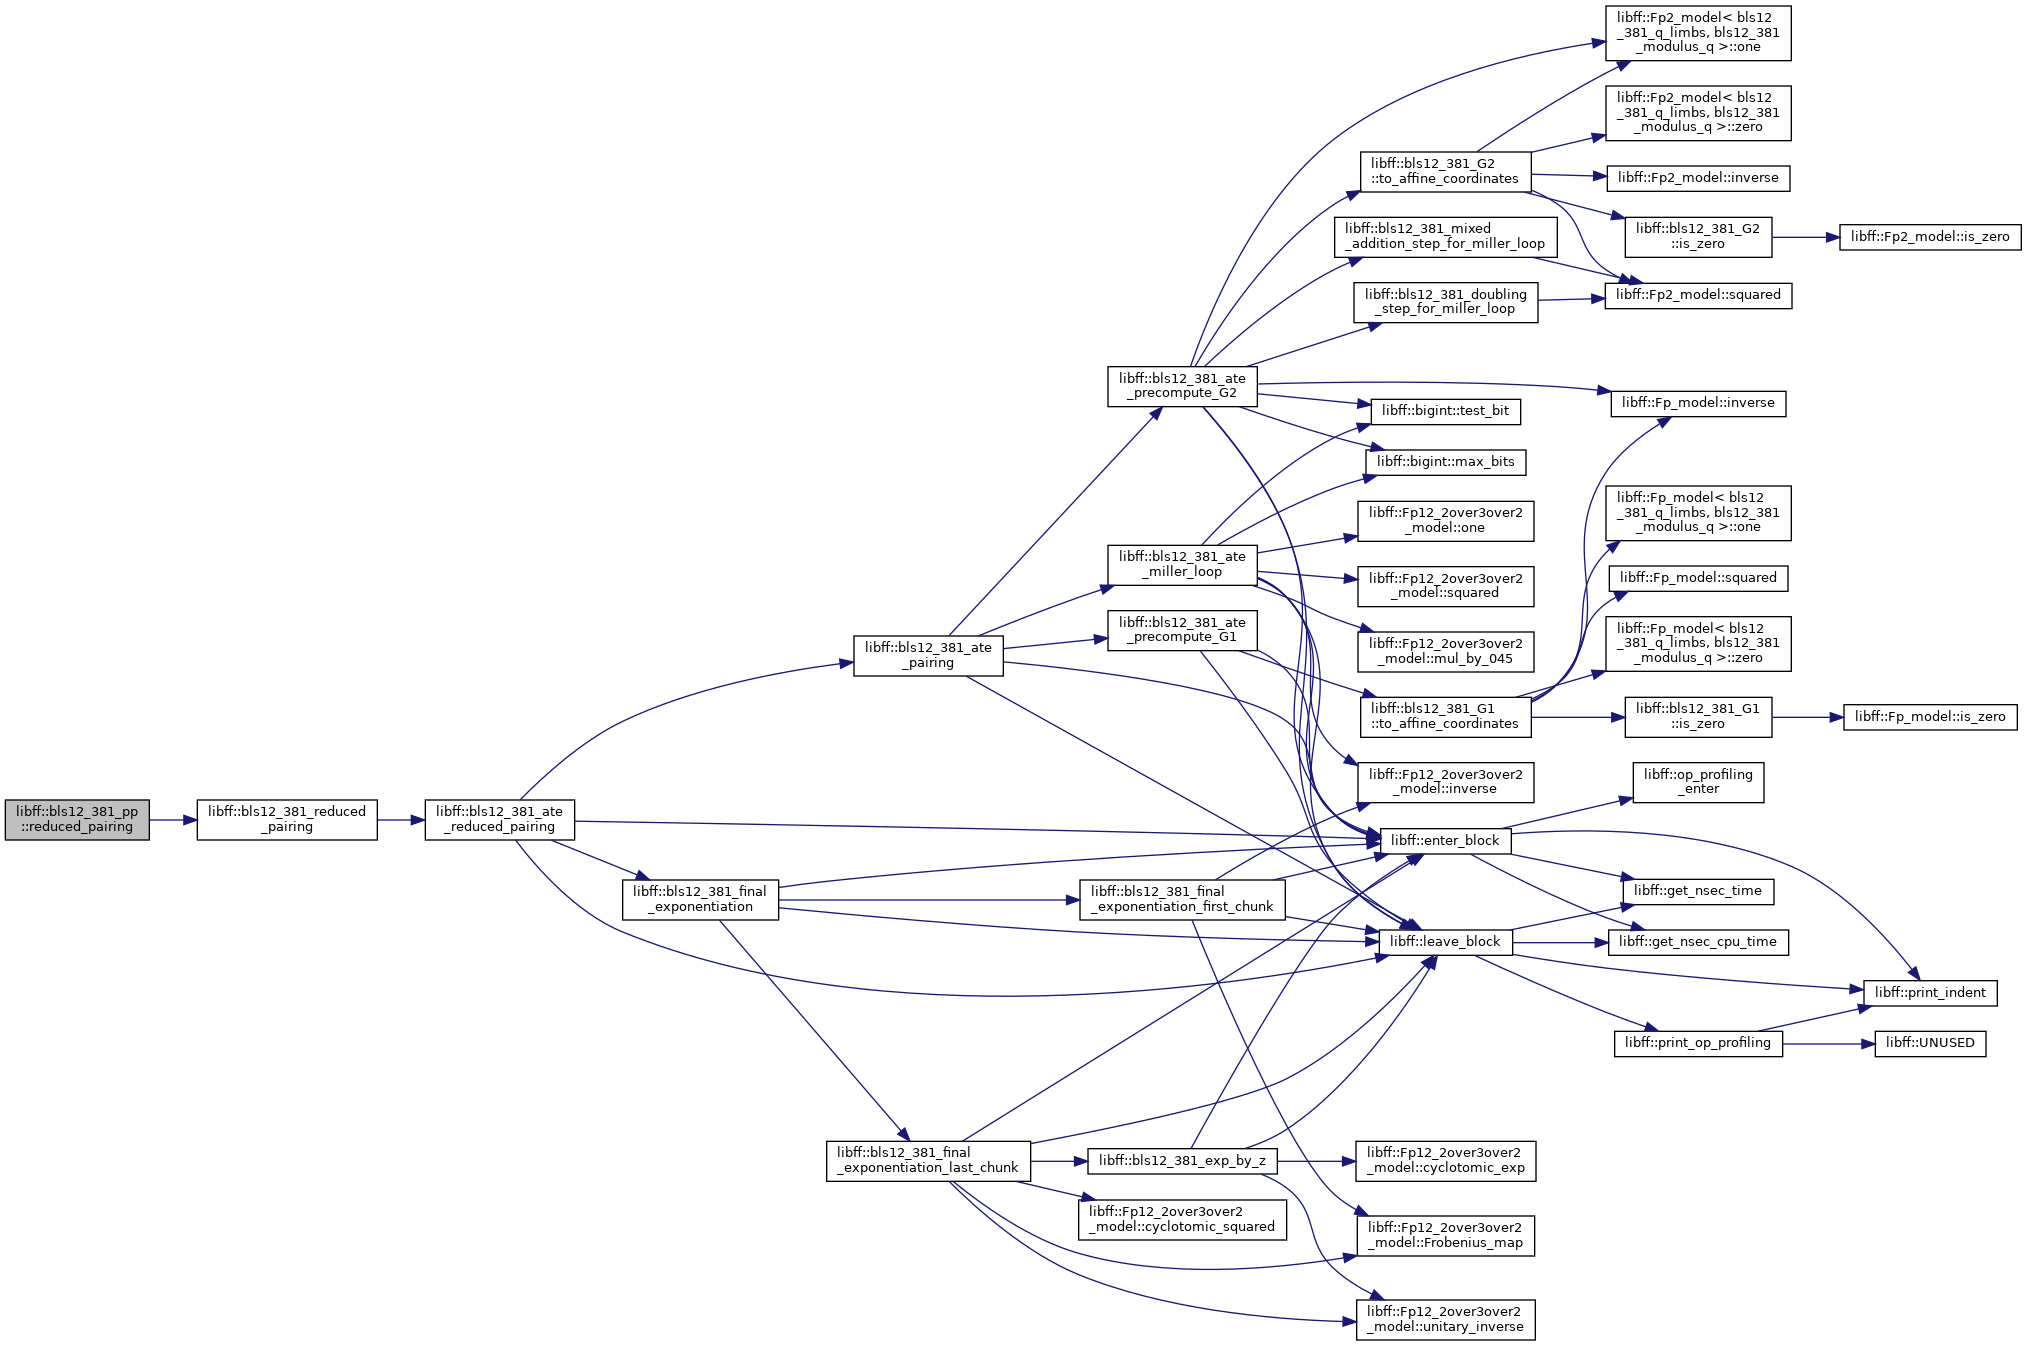 libff::bls12_381_pp
::reduced_pairing
libff::bls12_381_reduced
_pairing
libff::bls12_381_ate
_reduced_pairing
libff::bls12_381_final
_exponentiation
libff::bls12_381_ate
_pairing
libff::bls12_381_final
_exponentiation_last_chunk
libff::bls12_381_ate
_precompute_G2
libff::bls12_381_ate
_miller_loop
libff::bls12_381_ate
_precompute_G1
libff::bls12_381_final
_exponentiation_first_chunk
libff::bls12_381_exp_by_z
libff::Fp12_2over3over2
_model::cyclotomic_squared
libff::bls12_381_G2
::to_affine_coordinates
libff::bls12_381_mixed
_addition_step_for_miller_loop
libff::bls12_381_doubling
_step_for_miller_loop
libff::bigint::test_bit
libff::bigint::max_bits
libff::Fp12_2over3over2
_model::one
libff::Fp12_2over3over2
_model::squared
libff::Fp12_2over3over2
_model::mul_by_045
libff::bls12_381_G1
::to_affine_coordinates
libff::Fp12_2over3over2
_model::inverse
libff::enter_block
libff::leave_block
libff::Fp12_2over3over2
_model::cyclotomic_exp
libff::Fp12_2over3over2
_model::Frobenius_map
libff::Fp12_2over3over2
_model::unitary_inverse
libff::Fp2_model< bls12
_381_q_limbs, bls12_381
_modulus_q >::one
libff::Fp2_model< bls12
_381_q_limbs, bls12_381
_modulus_q >::zero
libff::Fp2_model::inverse
libff::bls12_381_G2
::is_zero
libff::Fp2_model::squared
libff::Fp_model::inverse
libff::Fp_model< bls12
_381_q_limbs, bls12_381
_modulus_q >::one
libff::Fp_model::squared
libff::Fp_model< bls12
_381_q_limbs, bls12_381
_modulus_q >::zero
libff::bls12_381_G1
::is_zero
libff::op_profiling
_enter
libff::get_nsec_time
libff::get_nsec_cpu_time
libff::print_op_profiling
libff::Fp2_model::is_zero
libff::Fp_model::is_zero
libff::print_indent
libff::UNUSED